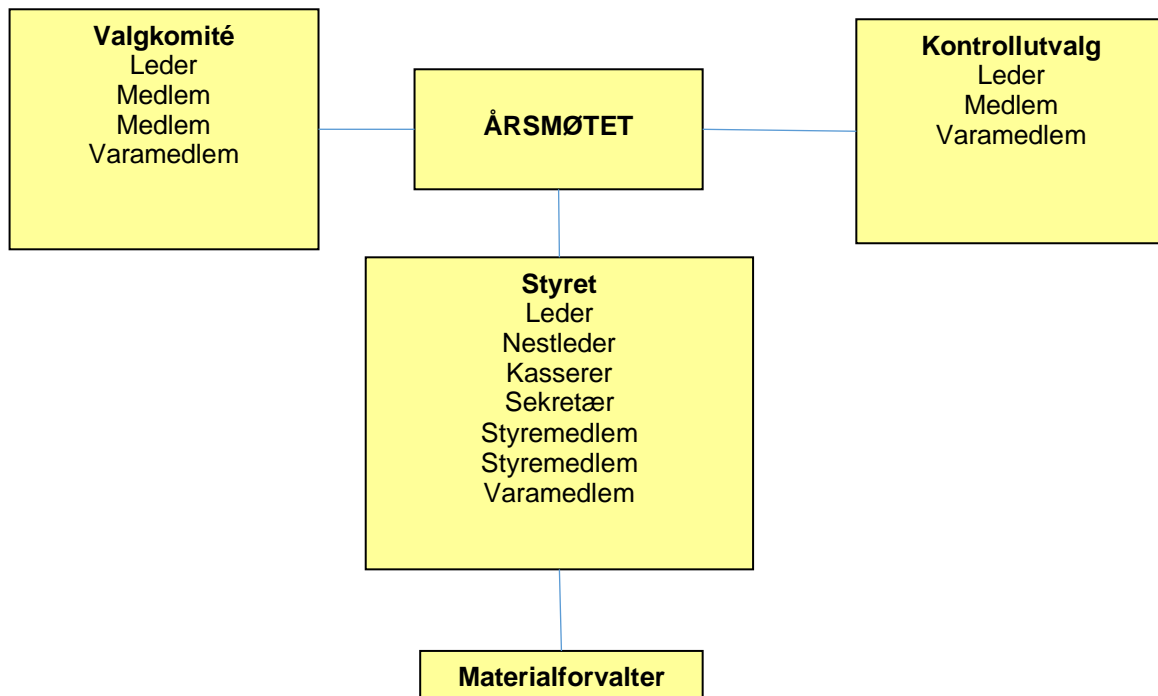 Valgkomité
Leder
Medlem
Medlem
Varamedlem
ÅRSMØTET
Kontrollutvalg
Leder
Medlem
Varamedlem
Styret
Leder
Nestleder
Kasserer
Sekretær
Styremedlem
Styremedlem
Varamedlem
Materialforvalter